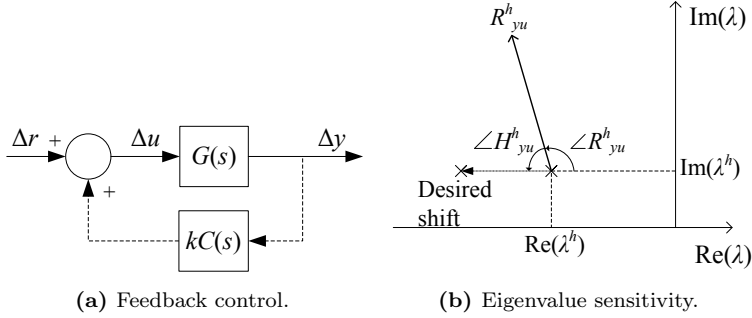 Δr +
Δu
G(s)
Δy
+
kC(s)
(a) Feedback control.
R^h_yu
Im(λ)
∠H^h_yu
∠R^h_yu
Im(λ^h)
Desired
shift
Re(λ^h)
Re(λ)
(b) Eigenvalue sensitivity.